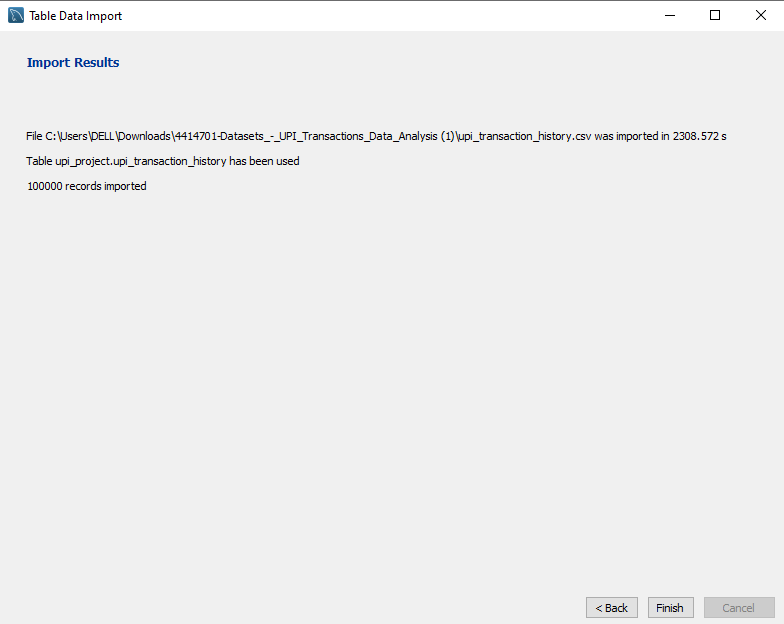 Table Data Import
Import Results
File C:\Users\DELL\Downloads\4414701-Datasets_-_UPI_Transactions_Data_Analysis (1)\upi_transaction_history.csv was imported in 2308.572 s
Table upi_project.upi_transaction_history has been used
100000 records imported
< Back Finish Cancel